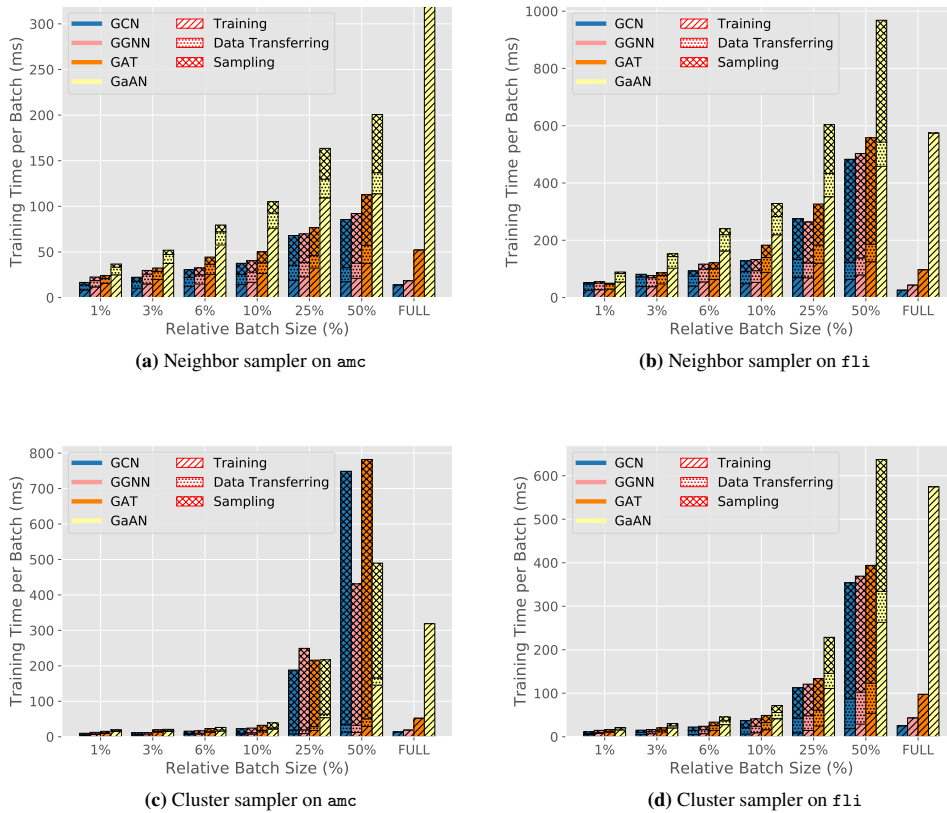 Training Time per Batch (ms)
300
250
200
150
100
50
0
GCN
GGNN
GAT
GaAN
Training
Data Transferring
Sampling
1% 3% 6% 10% 25% 50% FULL
Relative Batch Size (%)
(a) Neighbor sampler on amc
Training Time per Batch (ms)
1000
800
600
400
200
0
GCN
GGNN
GAT
GaAN
Training
Data Transferring
Sampling
1% 3% 6% 10% 25% 50% FULL
Relative Batch Size (%)
(b) Neighbor sampler on fli
Training Time per Batch (ms)
800
700
600
500
400
300
200
100
0
GCN
GGNN
GAT
GaAN
Training
Data Transferring
Sampling
1% 3% 6% 10% 25% 50% FULL
Relative Batch Size (%)
(c) Cluster sampler on amc
Training Time per Batch (ms)
600
500
400
300
200
100
0
GCN
GGNN
GAT
GaAN
Training
Data Transferring
Sampling
1% 3% 6% 10% 25% 50% FULL
Relative Batch Size (%)
(d) Cluster sampler on fli